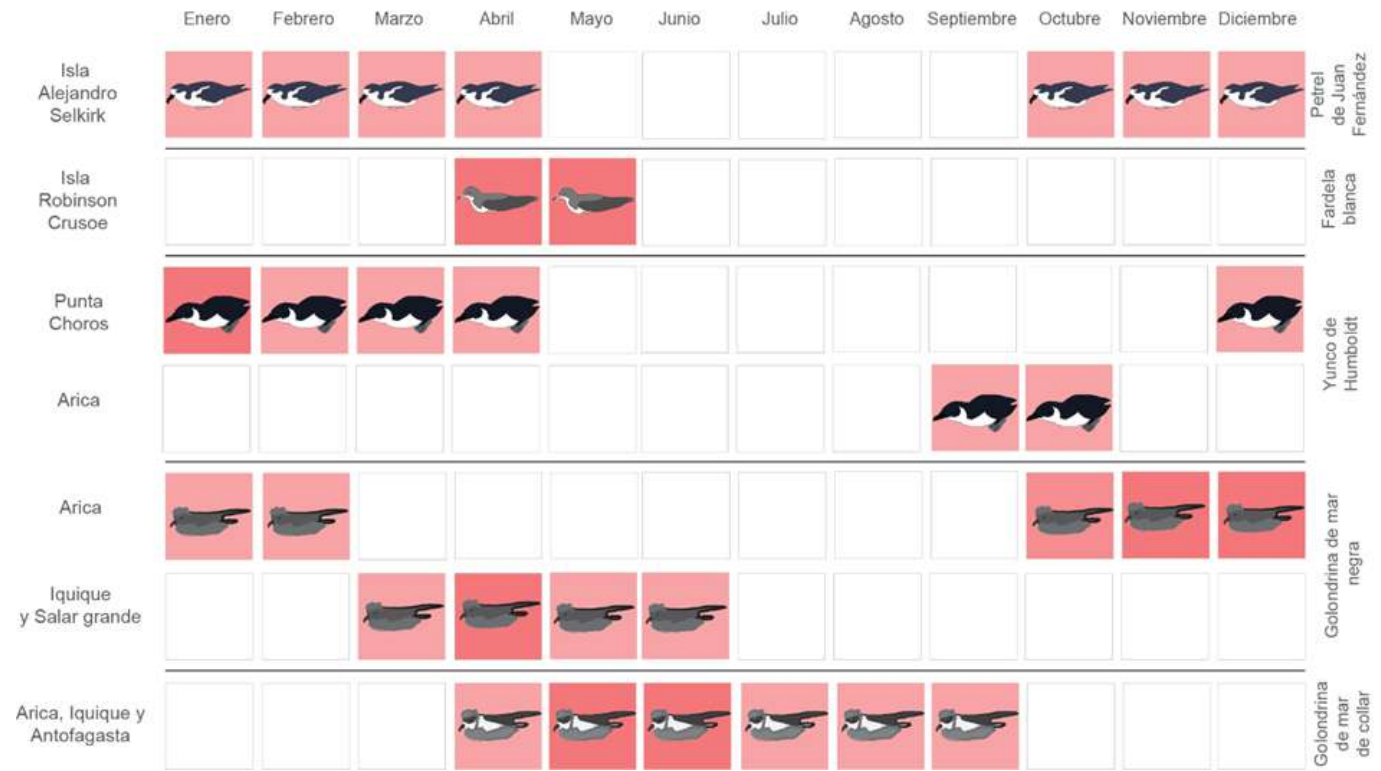 Enero Febrero Marzo Abril Mayo Junio Julio Agosto Septiembre Octubre Noviembre Diciembre
Isla
Alejandro
Selkirk
Petrel
de Juan
Fernández
Isla
Robinson
Crusoe
Fardela
blanca
Punta
Choros
Yunco de
Humboldt
Arica
Arica
Golondrina de mar
negra
Iquique
y Salar grande
Arica, Iquique y
Antofagasta
Golondrina
de mar
de collar